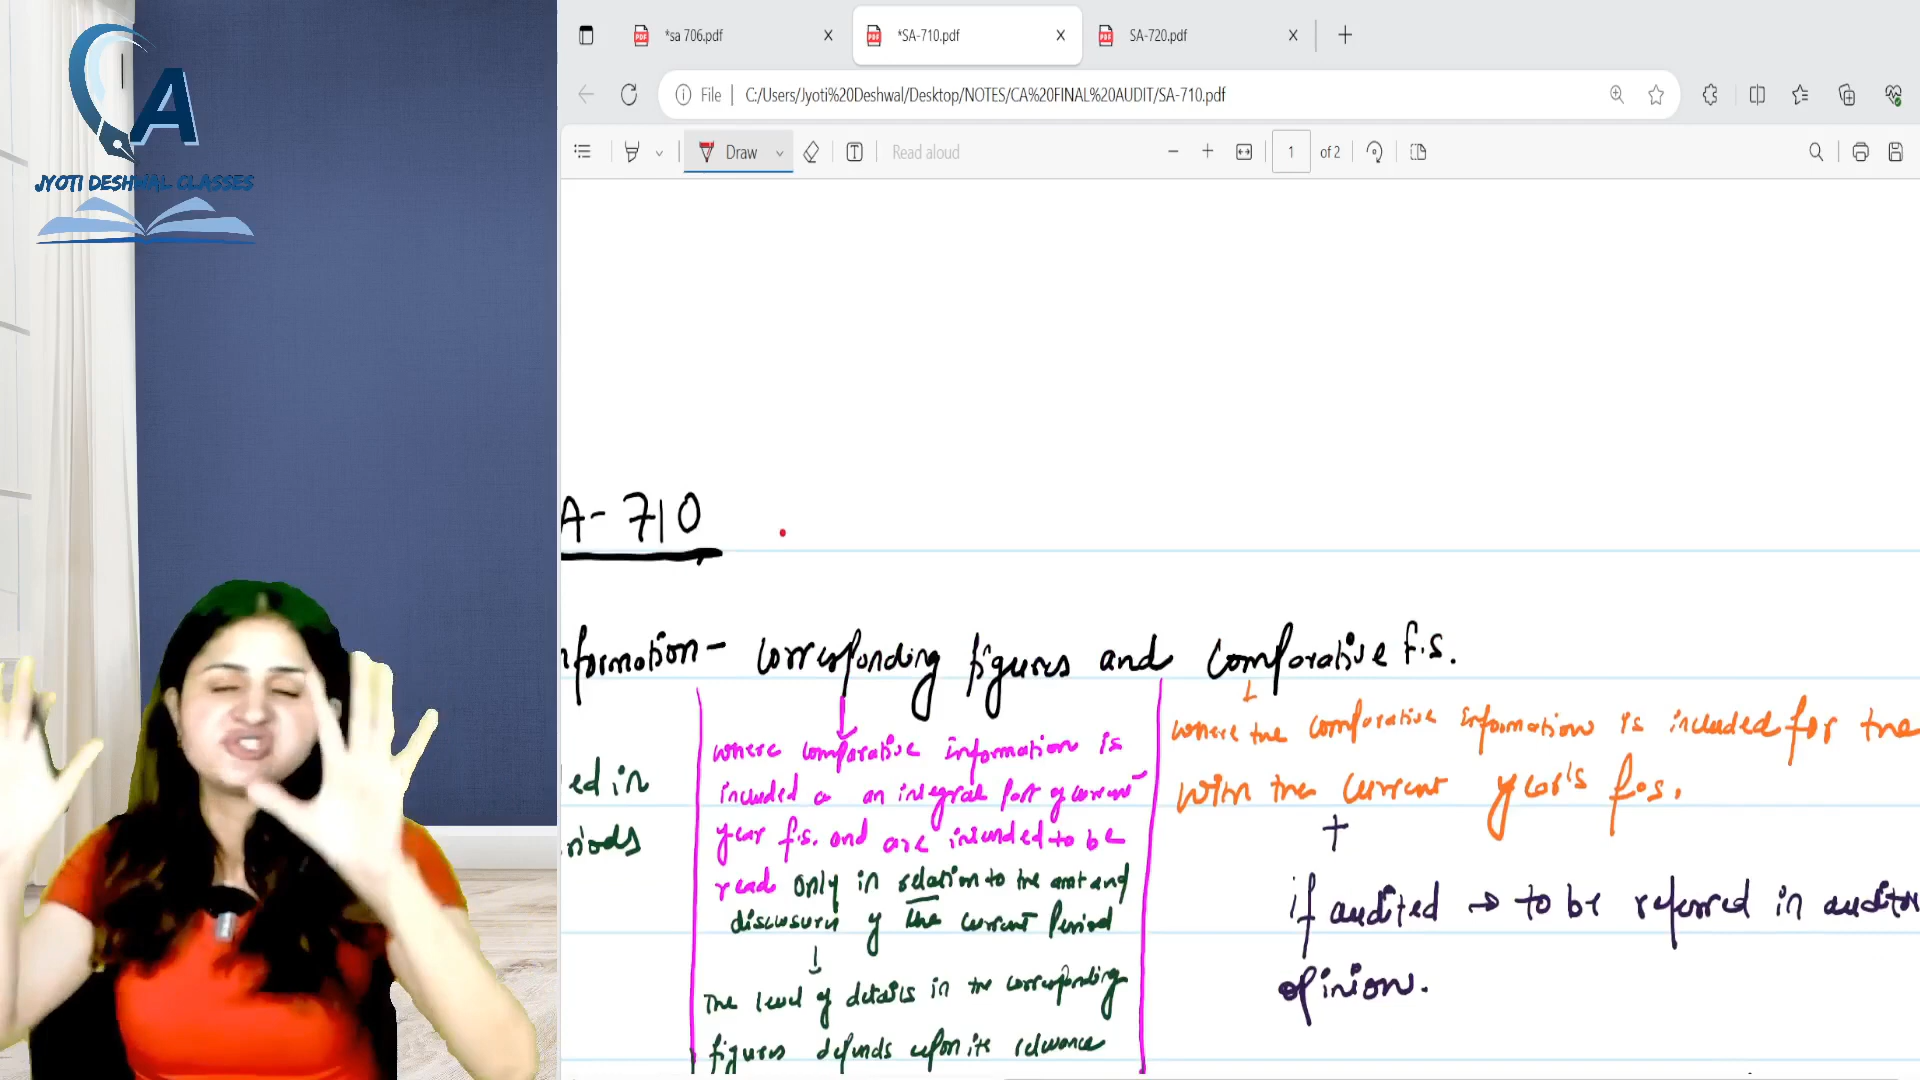 CA
JYOTI DESHWAL CLASSES
*sa 706.pdf
*SA-710.pdf
SA-720.pdf
File
C:/Users/Jyoti%20Deshwal/Desktop/NOTES/CA%20FINAL%20AUDIT/SA-710.pdf
Draw
Read aloud
1 of 2
A- 710
nformation- corresponding figures and comparative f.s.
ed in
riods
where comparative information is
included as an integral part of current
year f.s. and are intended to be
read only in relation to the amt and
disclosures of the current Period
The level of details in the corresponding
figures depends upon its relevance
where the comparative information is included for the
with the current year's f.s.
+
if audited → to be referred in auditor
opinion.